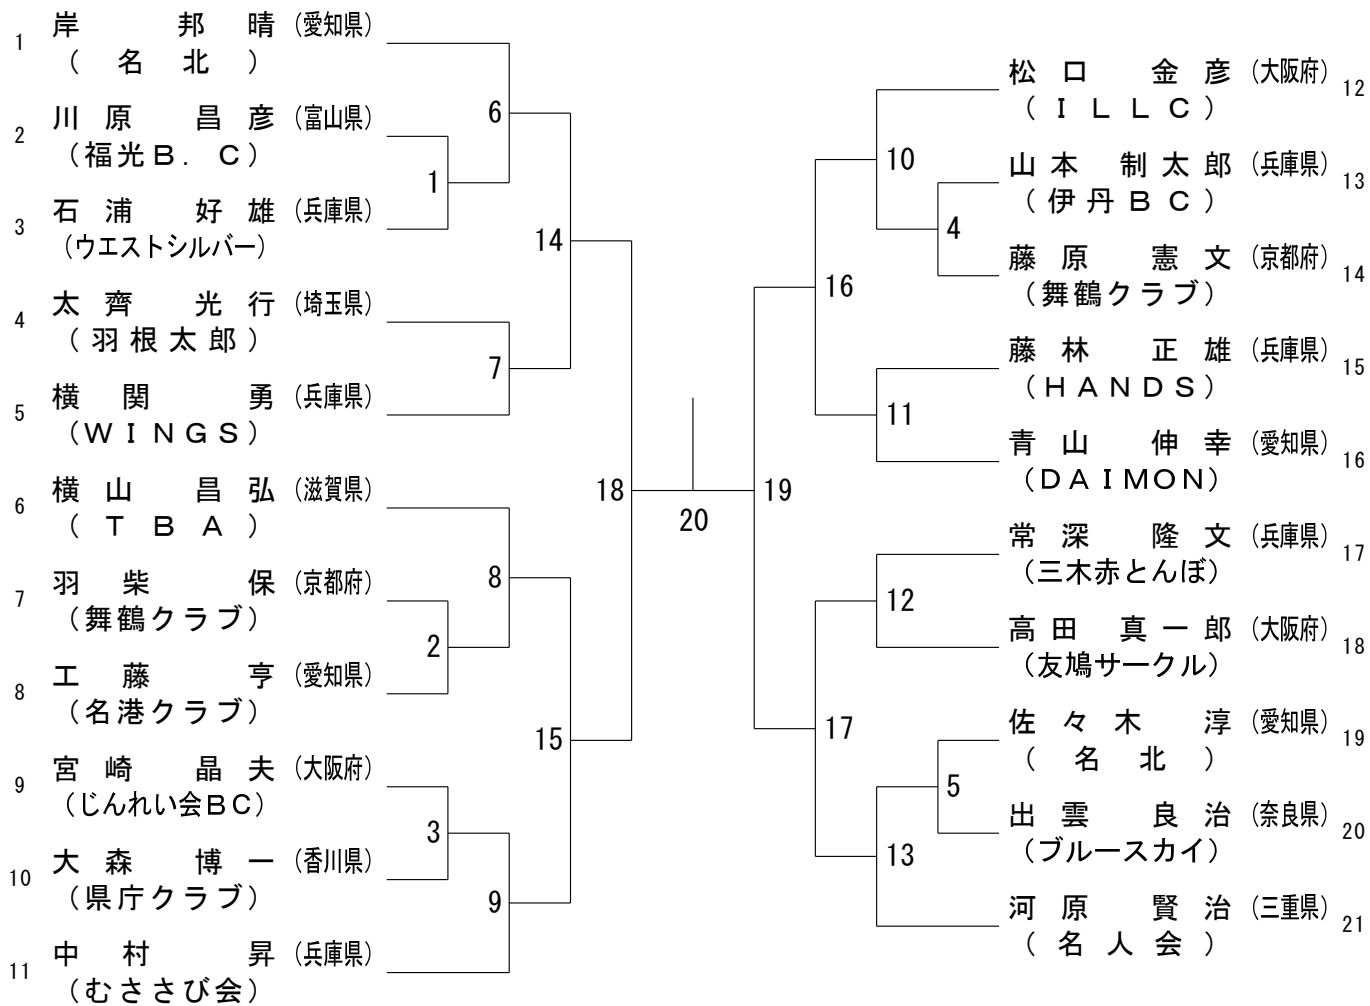 1 岸 邦 晴 (愛知県)
( 名 北 )
2 川 原 昌 彦 (富山県)
(福光Ｂ．Ｃ)
3 石 浦 好 雄 (兵庫県)
(ウエストシルバー)
4 太 齊 光 行 (埼玉県)
( 羽 根 太 郎 )
5 横 関 勇 (兵庫県)
(ＷＩＮＧＳ)
6 横 山 昌 弘 (滋賀県)
( Ｔ Ｂ Ａ )
7 羽 柴 保 (京都府)
(舞鶴クラブ)
8 工 藤 亨 (愛知県)
(名港クラブ)
9 宮 崎 晶 夫 (大阪府)
(じんれい会ＢＣ)
10 大 森 博 一 (香川県)
(県庁クラブ)
11 中 村 昇 (兵庫県)
(むささび会)
1
2
3
6
7
8
9
14
15
18
20
19
16
17
10
11
12
13
4
5
松 口 金 彦 (大阪府) 12
( Ｉ Ｌ Ｌ Ｃ )
山 本 制 太 郎 (兵庫県) 13
( 伊 丹 Ｂ Ｃ )
藤 原 憲 文 (京都府) 14
(舞鶴クラブ)
藤 林 正 雄 (兵庫県) 15
(ＨＡＮＤＳ)
青 山 伸 幸 (愛知県) 16
(ＤＡＩＭＯＮ)
常 深 隆 文 (兵庫県) 17
(三木赤とんぼ)
高 田 真 一 郎 (大阪府) 18
(友鳩サークル)
佐 々 木 淳 (愛知県) 19
( 名 北 )
出 雲 良 治 (奈良県) 20
(ブルースカイ)
河 原 賢 治 (三重県) 21
( 名 人 会 )